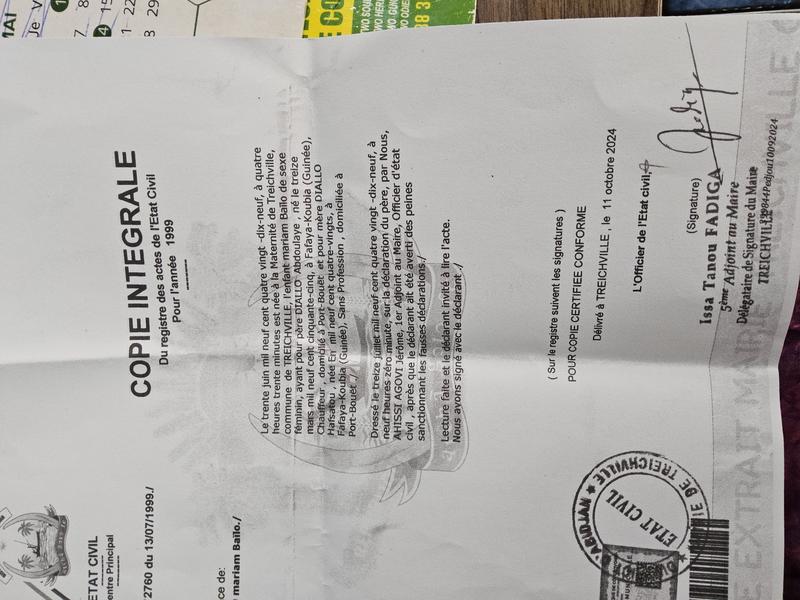 COPIE INTEGRALE
Du registre des actes de l'Etat Civil
Pour l'année 1999
ETAT CIVIL
entre Principal
2760 du 13/07/1999./
ce de:
mariam Baïlo./
Le trente juin mil neuf cent quatre vingt -dix-neuf, à quatre
heures trente minutes est née à la Maternité de Treichville,
commune de TREICHVILLE, l'enfant mariam Baïlo de sexe
féminin, ayant pour père DIALLO Abdoulaye , né le treize
mars mil neuf cent cinquante-cinq, à Fafaya-Koubia (Guinée),
Chauffeur , domicilié à Port-Bouët et pour mère DIALLO
Hafsatou , née En mil neuf cent quatre-vingts, à
Fafaya-Koubia (Guinée), Sans Profession , domiciliée à
Port-Bouët ./
Dressé le treize juillet mil neuf cent quatre vingt -dix-neuf, à
neuf heures zéro minute, sur la déclaration du père, par Nous,
AHISSI AGOVI Jérôme, 1er Adjoint au Maire, Officier d'état
civil , après que le déclarant ait été averti des peines
sanctionnant les fausses déclarations./
Lecture faite et le déclarant invité à lire l'acte.
Nous avons signé avec le déclarant ./
( Sur le registre suivent les signatures )
POUR COPIE CERTIFIEE CONFORME
Délivré à TREICHVILLE , le 11 octobre 2024
L'Officier de l'Etat civil,
(Signature)
Issa Tanou FADIGA
5ème Adjoint au Maire
Délégataire de Signature du Maire
TREICHVILLE
ETAT CIVIL